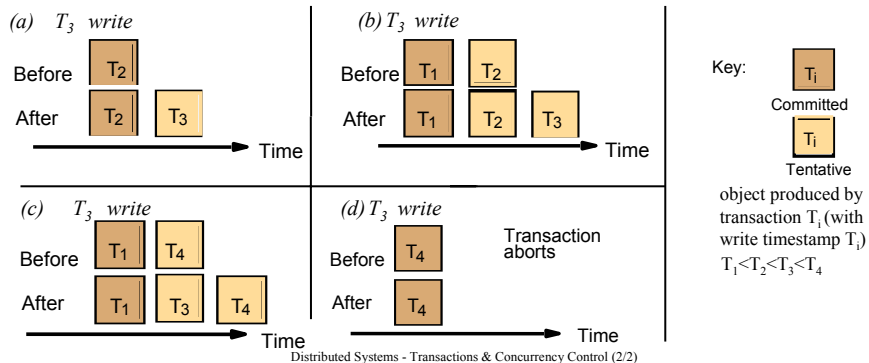 (a) T3 write
Before T2
After T2 T3
Time
(b) T3 write
Before T1 T2
After T1 T2 T3
Time
(c) T3 write
Before T1 T4
After T1 T3 T4
Time
(d) T3 write
Before T4
After T4
Transaction
aborts
Time
Key:
Ti
Committed
Ti
Tentative
object produced by
transaction Ti (with
write timestamp Ti)
T1<T2<T3<T4
Distributed Systems - Transactions & Concurrency Control (2/2)